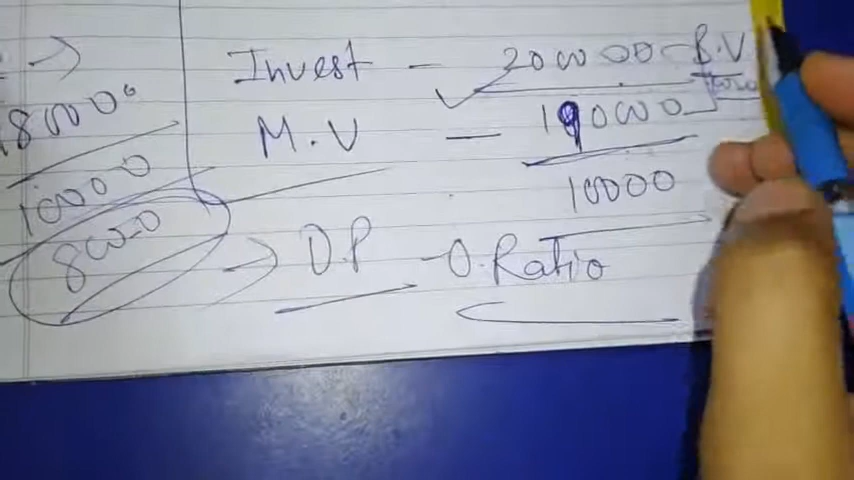 18000
10000
8000
Invest - 200000 B.V
M.V - 190000
10000
D.P - O.Ratio